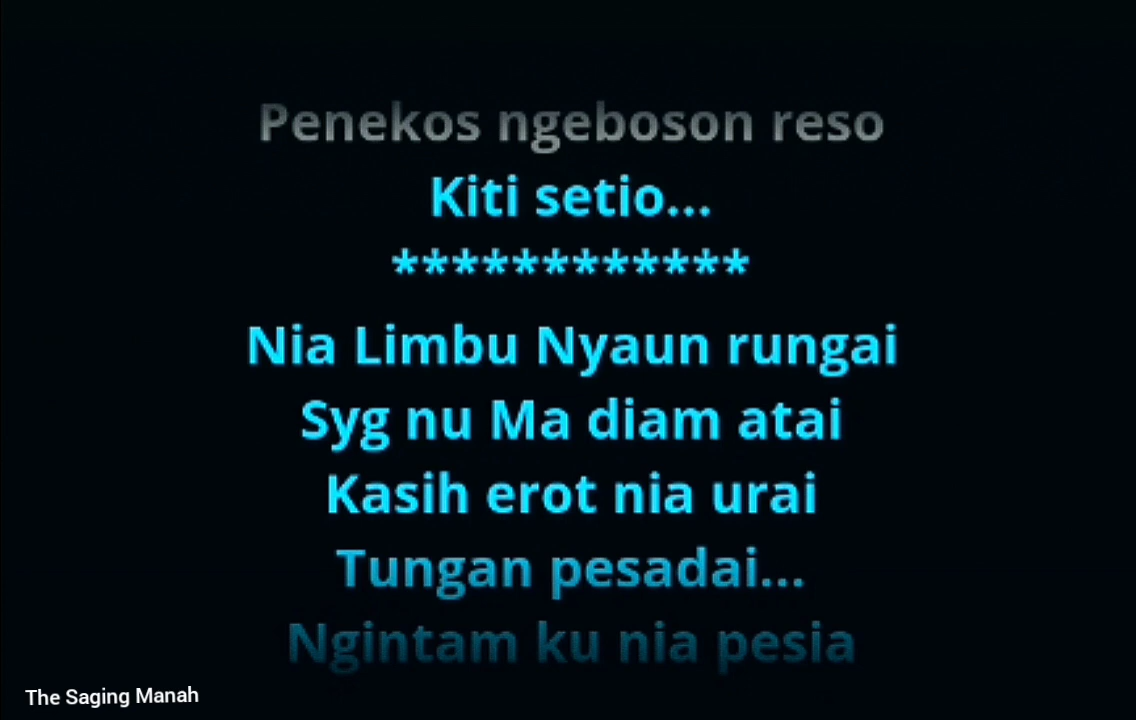 Penekos ngeboson reso
Kiti setio...
************
Nia Limbu Nyaun rungai
Syg nu Ma diam atai
Kasih erot nia urai
Tungan pesadai...
Ngintam ku nia pesia
The Saging Manah